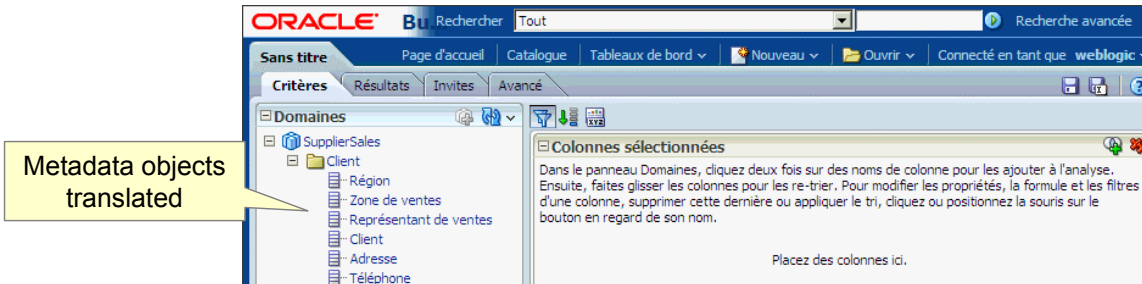 ORACLE Bu Rechercher Tout Recherche avancée
Sans titre Page d'accueil Catalogue Tableaux de bord Nouveau Ouvrir Connecté en tant que weblogic
Critères Résultats Invites Avancé
Domaines
SupplierSales
Client
Région
Zone de ventes
Représentant de ventes
Client
Adresse
Téléphone
Metadata objects
translated
Colonnes sélectionnées
Dans le panneau Domaines, cliquez deux fois sur des noms de colonne pour les ajouter à l'analyse.
Ensuite, faites glisser les colonnes pour les re-trier. Pour modifier les propriétés, la formule et les filtres
d'une colonne, supprimer cette dernière ou appliquer le tri, cliquez ou positionnez la souris sur le
bouton en regard de son nom.
Placez des colonnes ici.